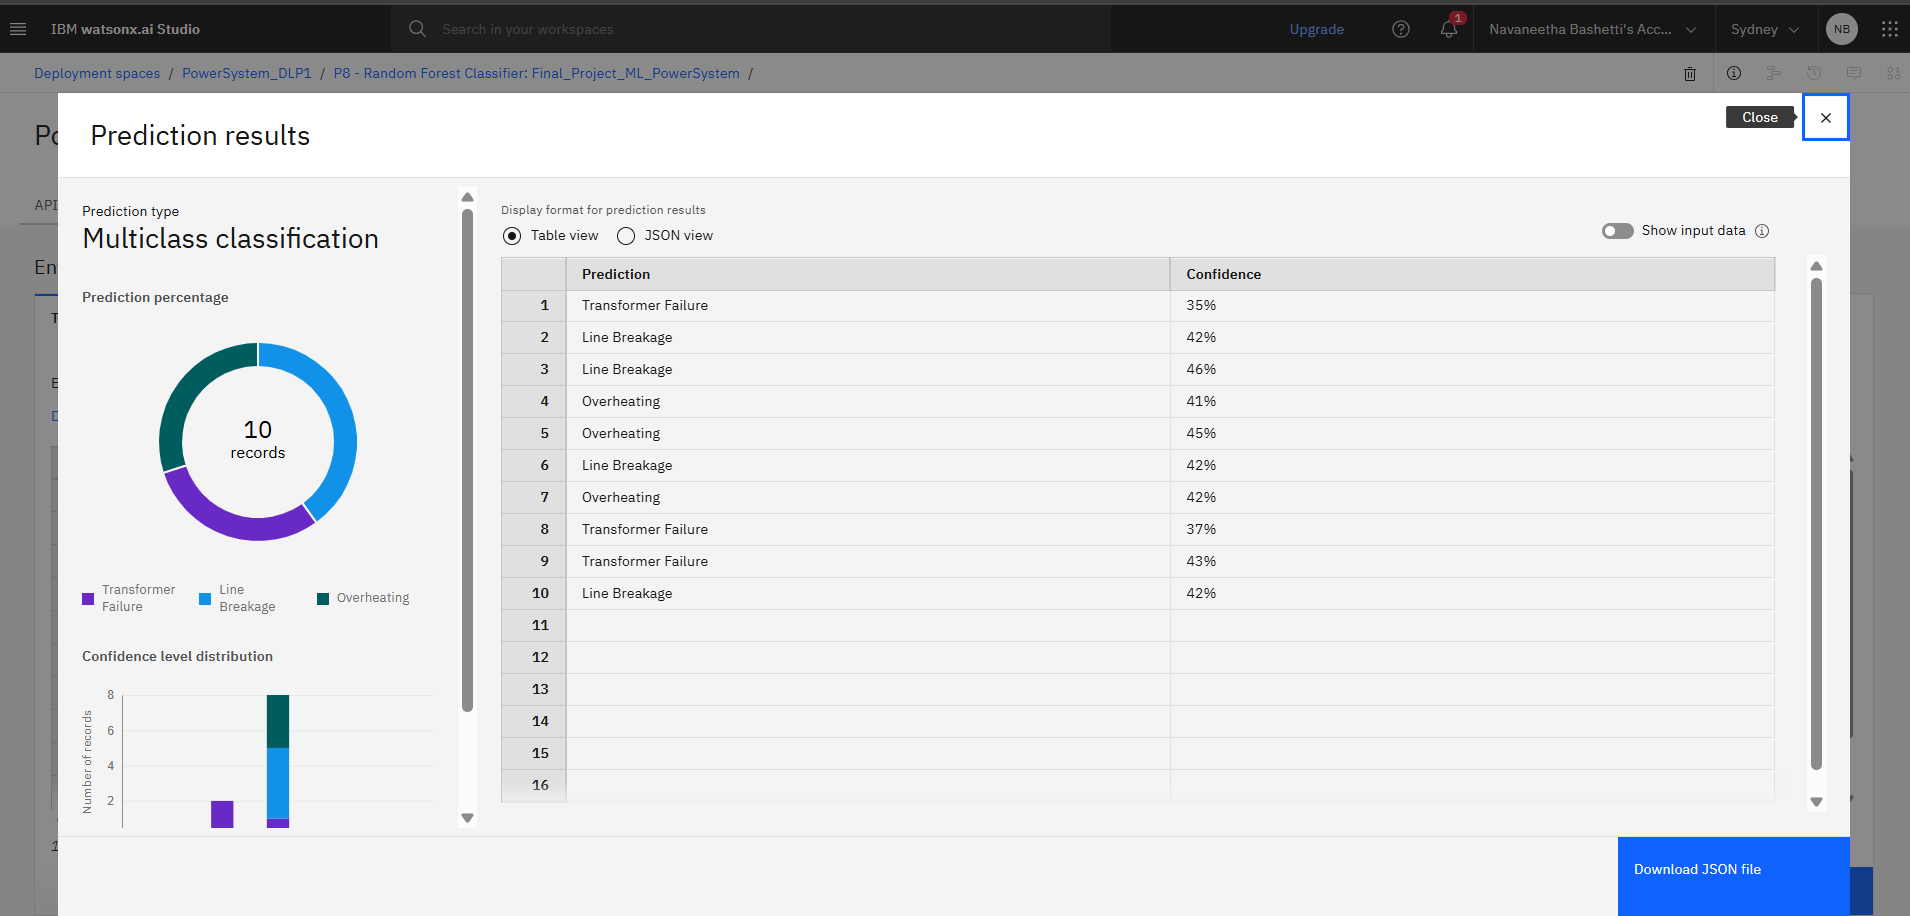 IBM watsonx.ai Studio
Search in your workspaces
Upgrade
1
Navaneetha Bashetti's Acc...
Sydney
NB
Deployment spaces / PowerSystem_DLP1 / P8 - Random Forest Classifier: Final_Project_ML_PowerSystem /
Po
API
En
T
E
D
1
Prediction results
Close
Prediction type
Multiclass classification
Prediction percentage
10
records
Transformer Failure
Line Breakage
Overheating
Confidence level distribution
Number of records
8
6
4
2
Display format for prediction results
Table view
JSON view
Show input data
Prediction Confidence
1 Transformer Failure 35%
2 Line Breakage 42%
3 Line Breakage 46%
4 Overheating 41%
5 Overheating 45%
6 Line Breakage 42%
7 Overheating 42%
8 Transformer Failure 37%
9 Transformer Failure 43%
10 Line Breakage 42%
11
12
13
14
15
16
Download JSON file